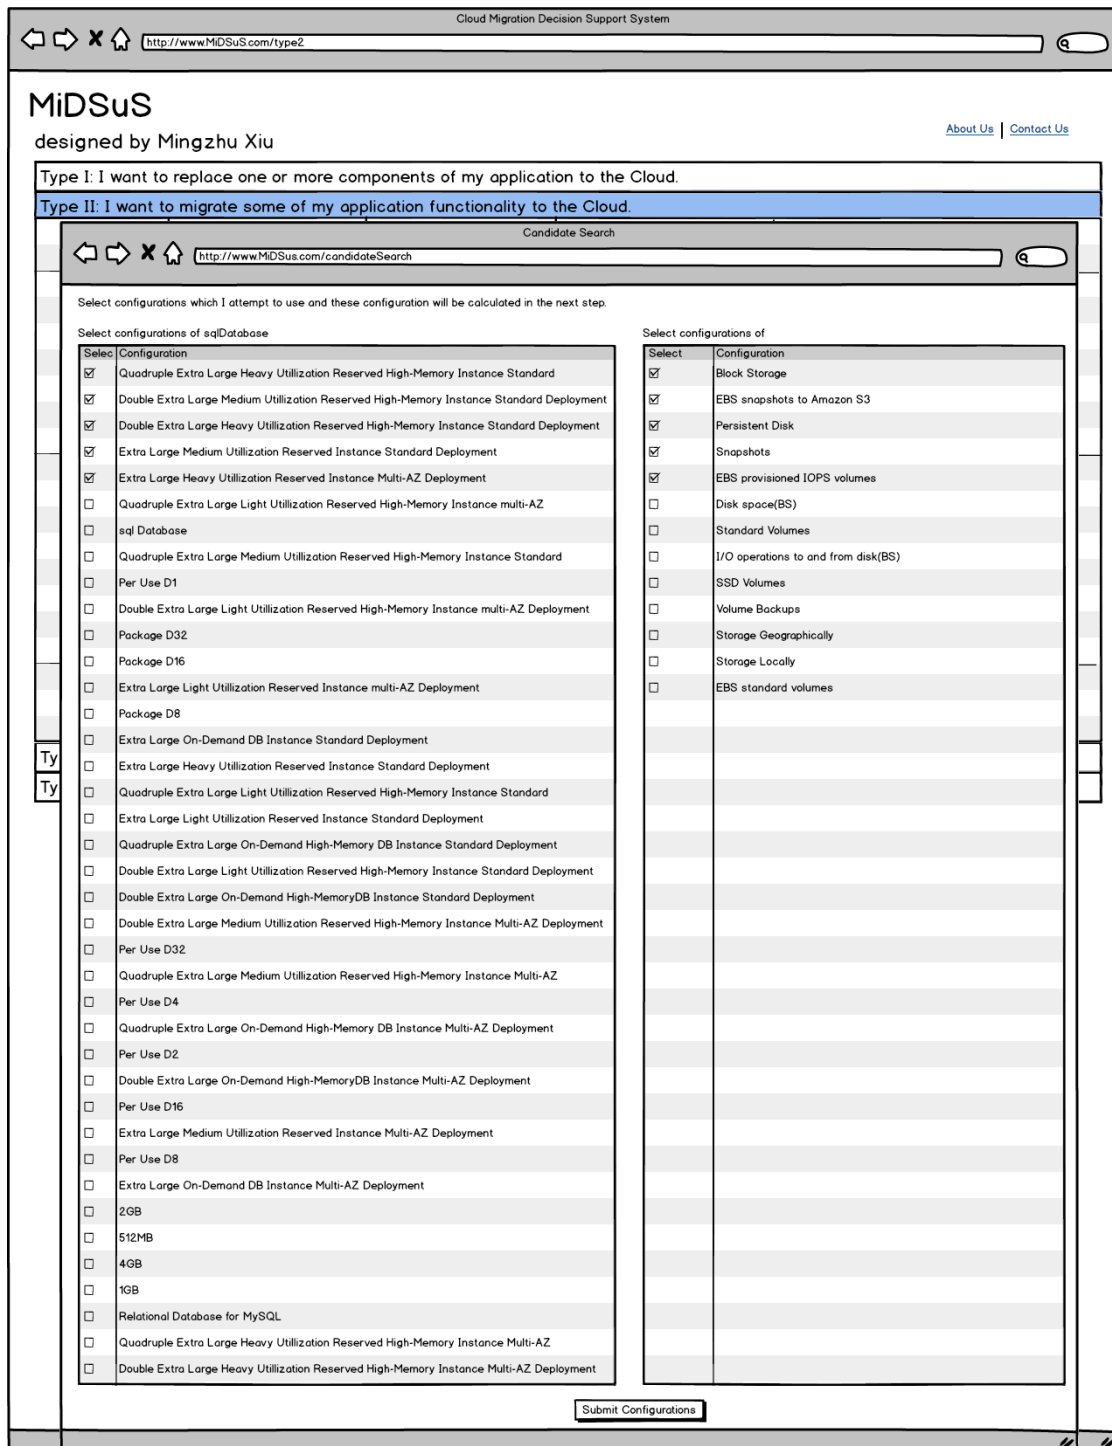 Cloud Migration Decision Support System
http://www.MiDSuS.com/type2
MiDSuS
designed by Mingzhu Xiu
About Us | Contact Us
Type I: I want to replace one or more components of my application to the Cloud.
Type II: I want to migrate some of my application functionality to the Cloud.
Candidate Search
http://www.MiDSus.com/candidateSearch
Select configurations which I attempt to use and these configuration will be calculated in the next step.
Select configurations of sqlDatabase
Selec Configuration
Quadruple Extra Large Heavy Utillization Reserved High-Memory Instance Standard
Double Extra Large Medium Utillization Reserved High-Memory Instance Standard Deployment
Double Extra Large Heavy Utillization Reserved High-Memory Instance Standard Deployment
Extra Large Medium Utillization Reserved Instance Standard Deployment
Extra Large Heavy Utillization Reserved Instance Multi-AZ Deployment
Quadruple Extra Large Light Utillization Reserved High-Memory Instance multi-AZ
sql Database
Quadruple Extra Large Medium Utillization Reserved High-Memory Instance Standard
Per Use D1
Double Extra Large Light Utillization Reserved High-Memory Instance multi-AZ Deployment
Package D32
Package D16
Extra Large Light Utillization Reserved Instance multi-AZ Deployment
Package D8
Extra Large On-Demand DB Instance Standard Deployment
Extra Large Heavy Utillization Reserved Instance Standard Deployment
Quadruple Extra Large Light Utillization Reserved High-Memory Instance Standard
Extra Large Light Utillization Reserved Instance Standard Deployment
Quadruple Extra Large On-Demand High-Memory DB Instance Standard Deployment
Double Extra Large Light Utillization Reserved High-Memory Instance Standard Deployment
Double Extra Large On-Demand High-MemoryDB Instance Standard Deployment
Double Extra Large Medium Utillization Reserved High-Memory Instance Multi-AZ Deployment
Per Use D32
Quadruple Extra Large Medium Utillization Reserved High-Memory Instance Multi-AZ
Per Use D4
Quadruple Extra Large On-Demand High-Memory DB Instance Multi-AZ Deployment
Per Use D2
Double Extra Large On-Demand High-MemoryDB Instance Multi-AZ Deployment
Per Use D16
Extra Large Medium Utillization Reserved Instance Multi-AZ Deployment
Per Use D8
Extra Large On-Demand DB Instance Multi-AZ Deployment
2GB
512MB
4GB
1GB
Relational Database for MySQL
Quadruple Extra Large Heavy Utillization Reserved High-Memory Instance Multi-AZ
Double Extra Large Heavy Utillization Reserved High-Memory Instance Multi-AZ Deployment
Select configurations of
Select Configuration
Block Storage
EBS snapshots to Amazon S3
Persistent Disk
Snapshots
EBS provisioned IOPS volumes
Disk space(BS)
Standard Volumes
I/O operations to and from disk(BS)
SSD Volumes
Volume Backups
Storage Geographically
Storage Locally
EBS standard volumes
Ty
Ty
Submit Configurations